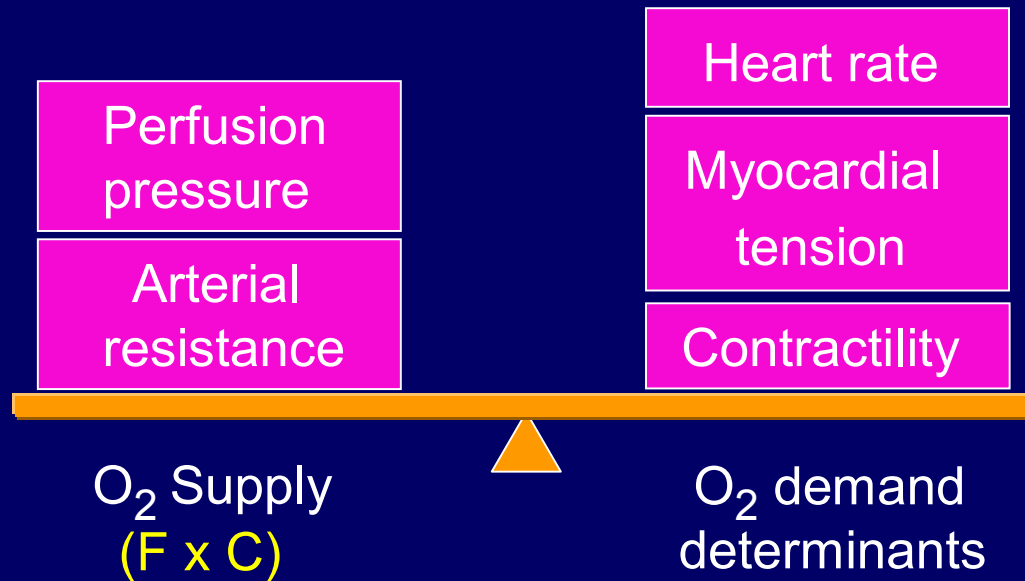 Perfusion
pressure
Arterial
resistance
O₂ Supply
(F x C)
Heart rate
Myocardial
tension
Contractility
O₂ demand
determinants